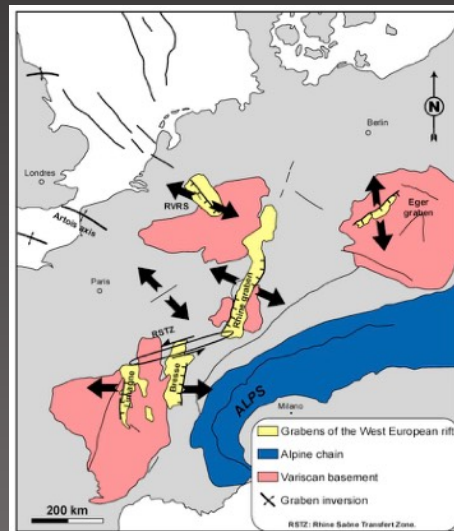 Berlin
N
Londres
RVRS
Eger
graben
Artois axis
Paris
Rhine graben
RSTZ
Limagne
Bresse
ALPS
Milano
Grabens of the West European rift
Alpine chain
Variscan basement
Graben inversion
200 km
RSTZ: Rhine Saône Transfert Zone.